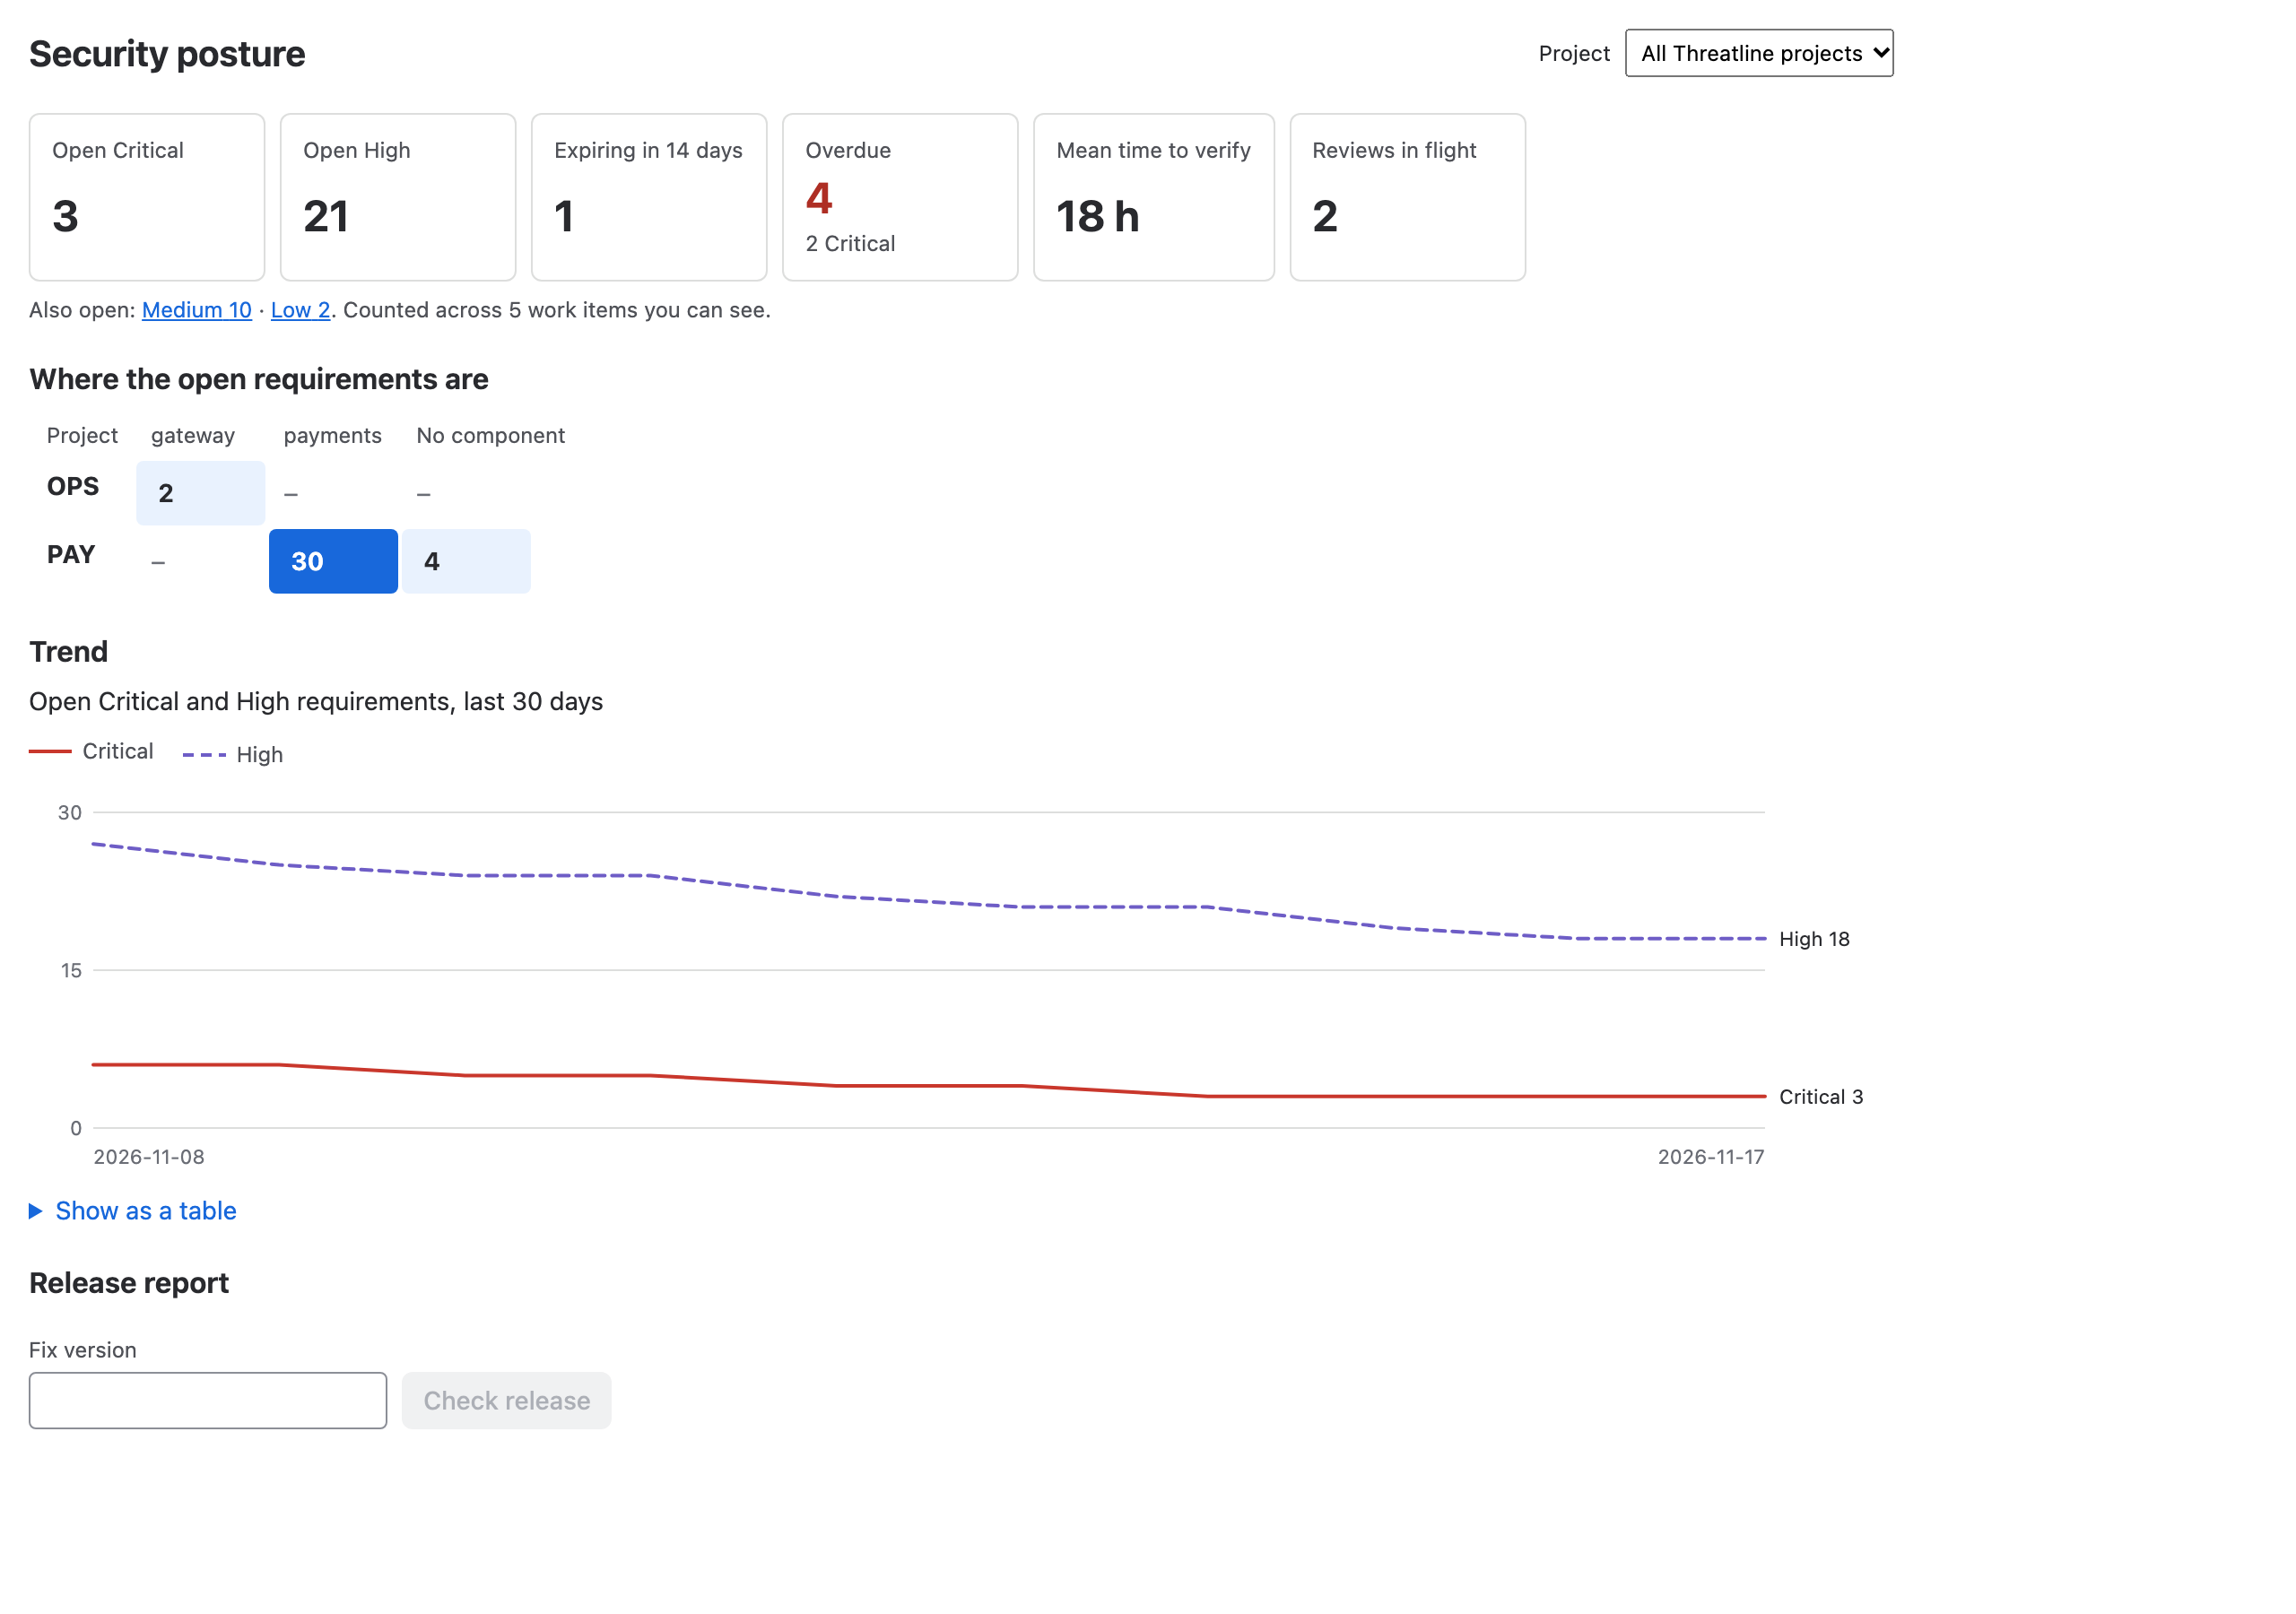 Security posture
Project All Threatline projects
Open Critical
3
Open High
21
Expiring in 14 days
1
Overdue
4
2 Critical
Mean time to verify
18 h
Reviews in flight
2
Also open: Medium 10 · Low 2. Counted across 5 work items you can see.
Where the open requirements are
Project gateway payments No component
OPS 2 – –
PAY – 30 4
Trend
Open Critical and High requirements, last 30 days
Critical High
30
High 18
15
Critical 3
0
2026-11-08 2026-11-17
Show as a table
Release report
Fix version
Check release